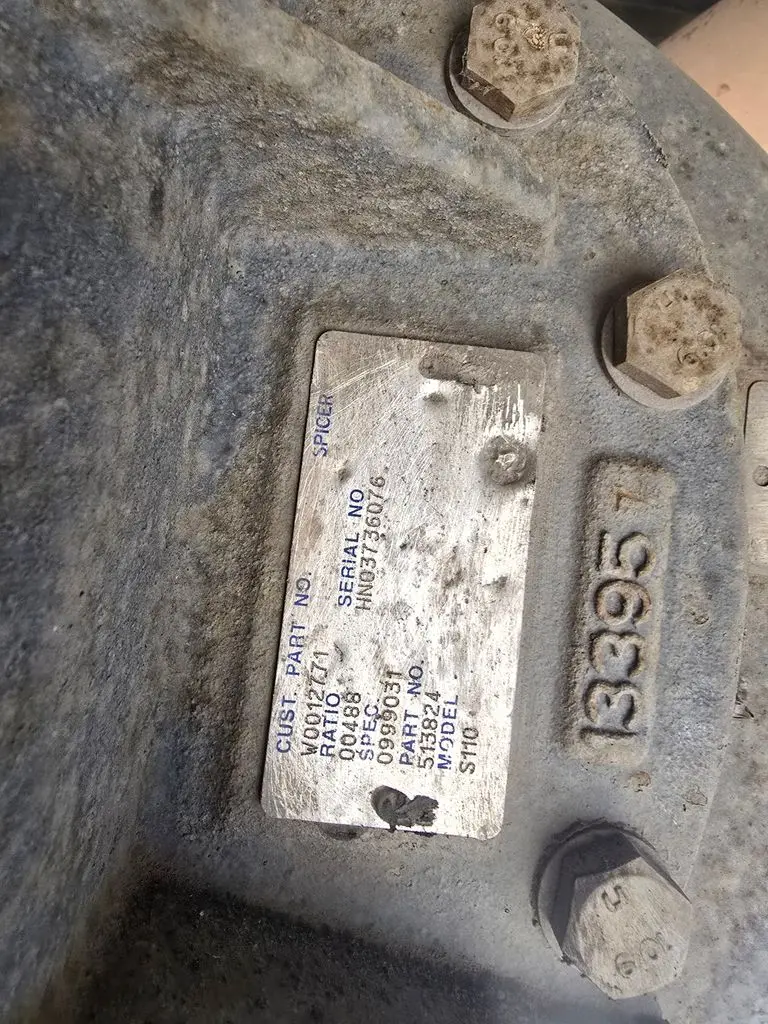 SPICER
CUST. PART NO.
W0012771
SERIAL NO.
HN03736076
RATIO
00488
SPEC
0999031
PART NO.
513824
MODEL
S110
13395